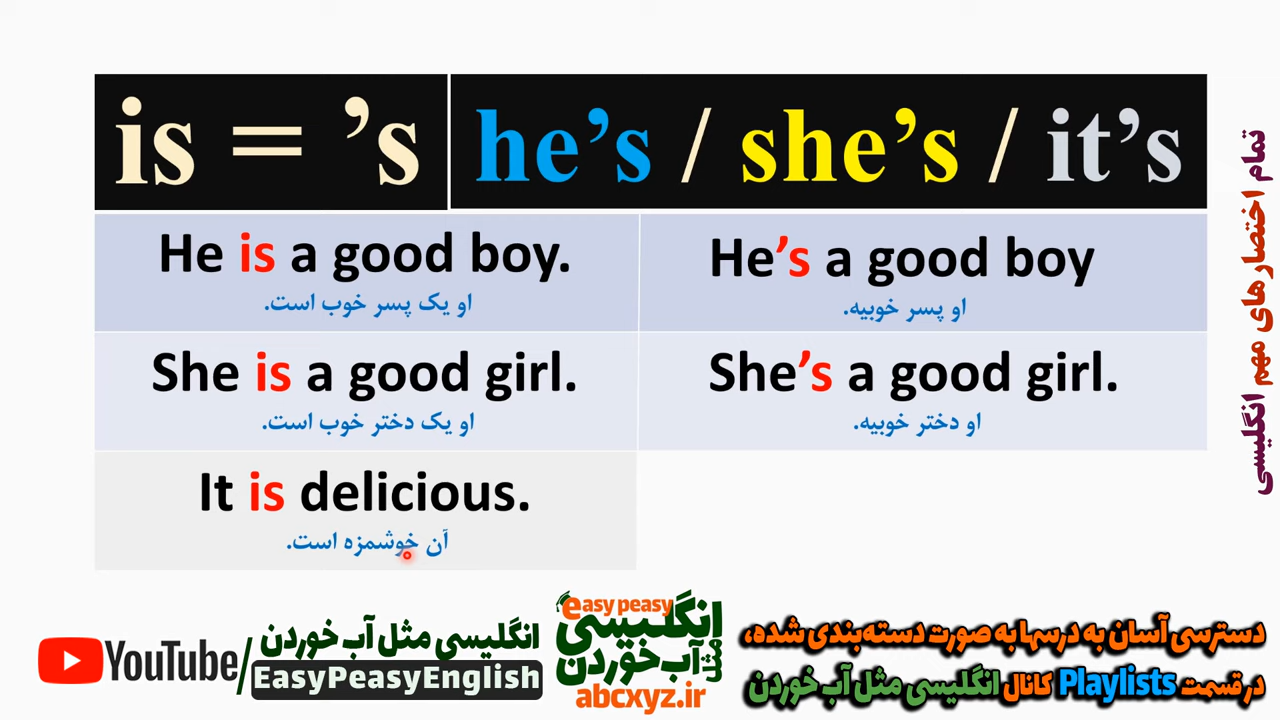 is = ’s
he’s / she’s / it’s
He is a good boy.
او یک پسر خوب است.
He’s a good boy
او پسر خوبیه.
She is a good girl.
او یک دختر خوب است.
She’s a good girl.
او دختر خوبیه.
It is delicious.
آن خوشمزه است.
تمام اختصارهای مهم انگلیسی
YouTube/
انگلیسی مثل آب خوردن
EasyPeasyEnglish
easy peasy
انگلیسی
مثل
آب خوردن
abcxyz.ir
دسترسی آسان به درسها به صورت دسته‌بندی شده،
در قسمت Playlists کانال انگلیسی مثل آب خوردن